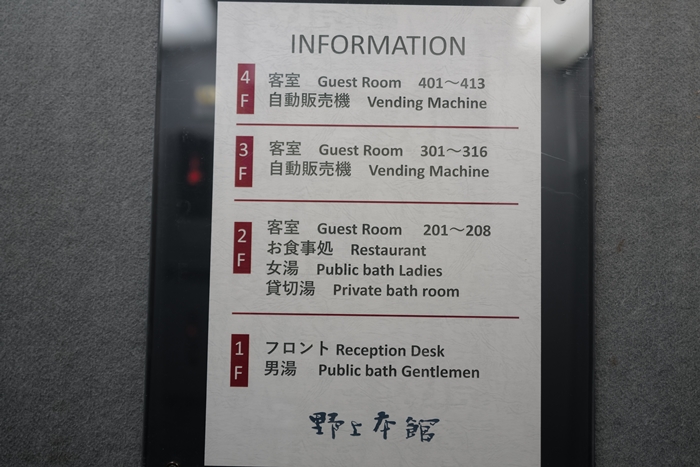 INFORMATION
4F 客室 Guest Room 401～413
自動販売機 Vending Machine
3F 客室 Guest Room 301～316
自動販売機 Vending Machine
2F 客室 Guest Room 201～208
お食事処 Restaurant
女湯 Public bath Ladies
貸切湯 Private bath room
1F フロント Reception Desk
男湯 Public bath Gentlemen
野上本館